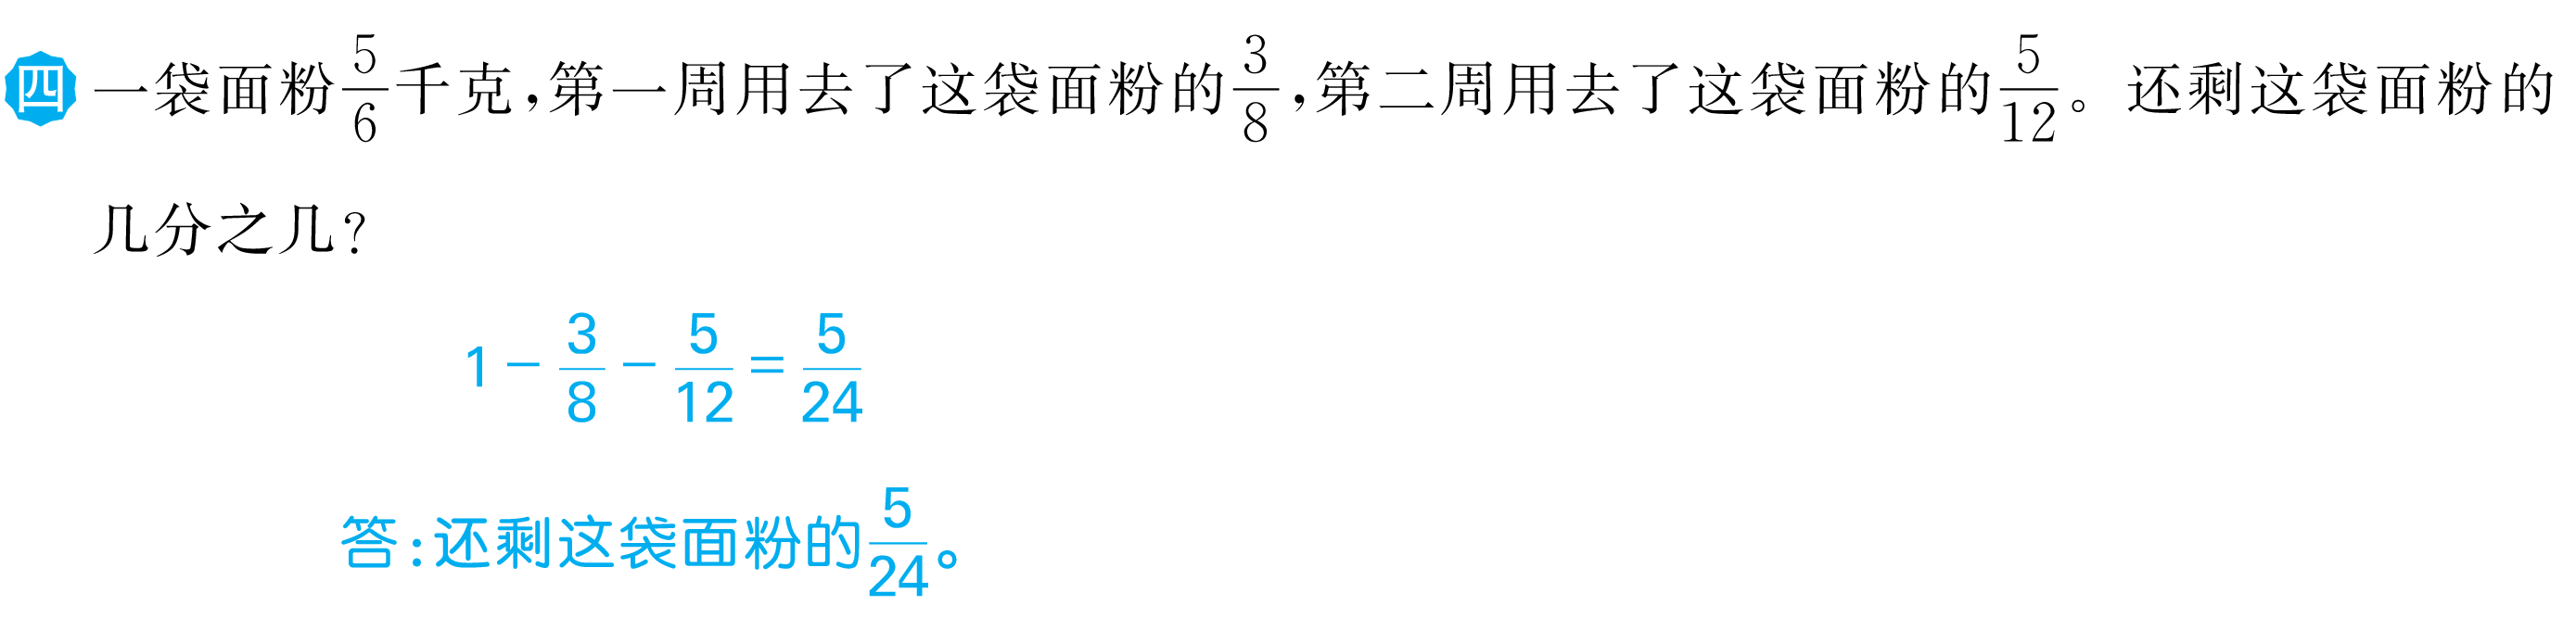 四 一袋面粉5/6千克,第一周用去了这袋面粉的3/8,第二周用去了这袋面粉的5/12。还剩这袋面粉的
几分之几?
1 - 3/8 - 5/12 = 5/24
答:还剩这袋面粉的5/24。